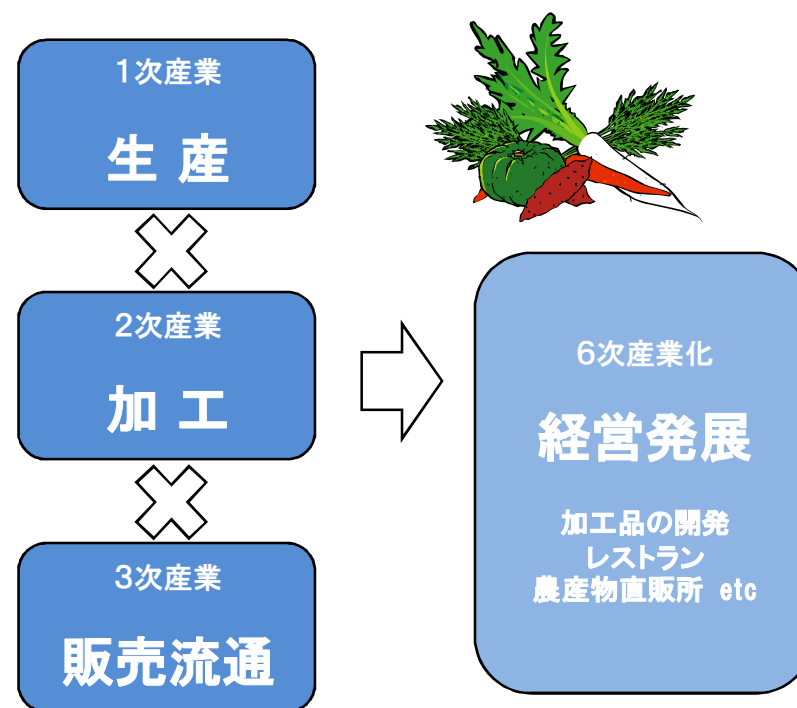 1次産業
生 産
2次産業
加 工
3次産業
販売流通
6次産業化
経営発展
加工品の開発
レストラン
農産物直販所 etc